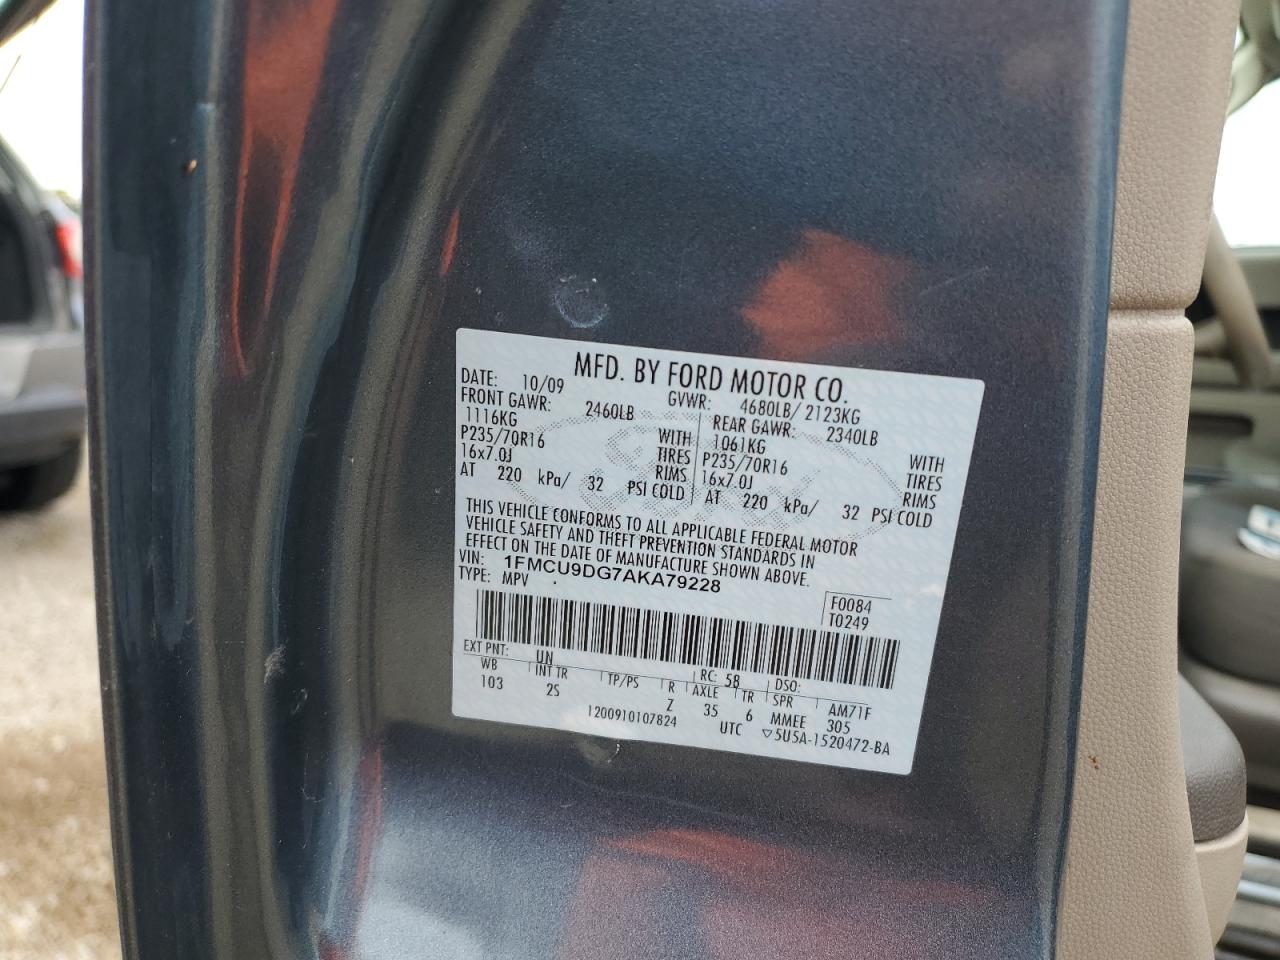 MFD. BY FORD MOTOR CO.
DATE: 10/09 GVWR: 4680LB/ 2123KG
FRONT GAWR: 2460LB REAR GAWR: 2340LB
1116KG WITH 1061KG WITH
P235/70R16 TIRES P235/70R16 TIRES
16x7.0J RIMS 16x7.0J RIMS
AT 220 kPa/ 32 PSI COLD AT 220 kPa/ 32 PSI COLD
THIS VEHICLE CONFORMS TO ALL APPLICABLE FEDERAL MOTOR
VEHICLE SAFETY AND THEFT PREVENTION STANDARDS IN
EFFECT ON THE DATE OF MANUFACTURE SHOWN ABOVE.
VIN: 1FMCU9DG7AKA79228
TYPE: MPV
F0084
T0249
EXT PNT: UN RC: 58 DSO:
WB INT TR TP/PS R AXLE TR SPR AM71F
103 2S Z 35 6 MMEE 305
1200910107824 UTC ▽5U5A-1520472-BA